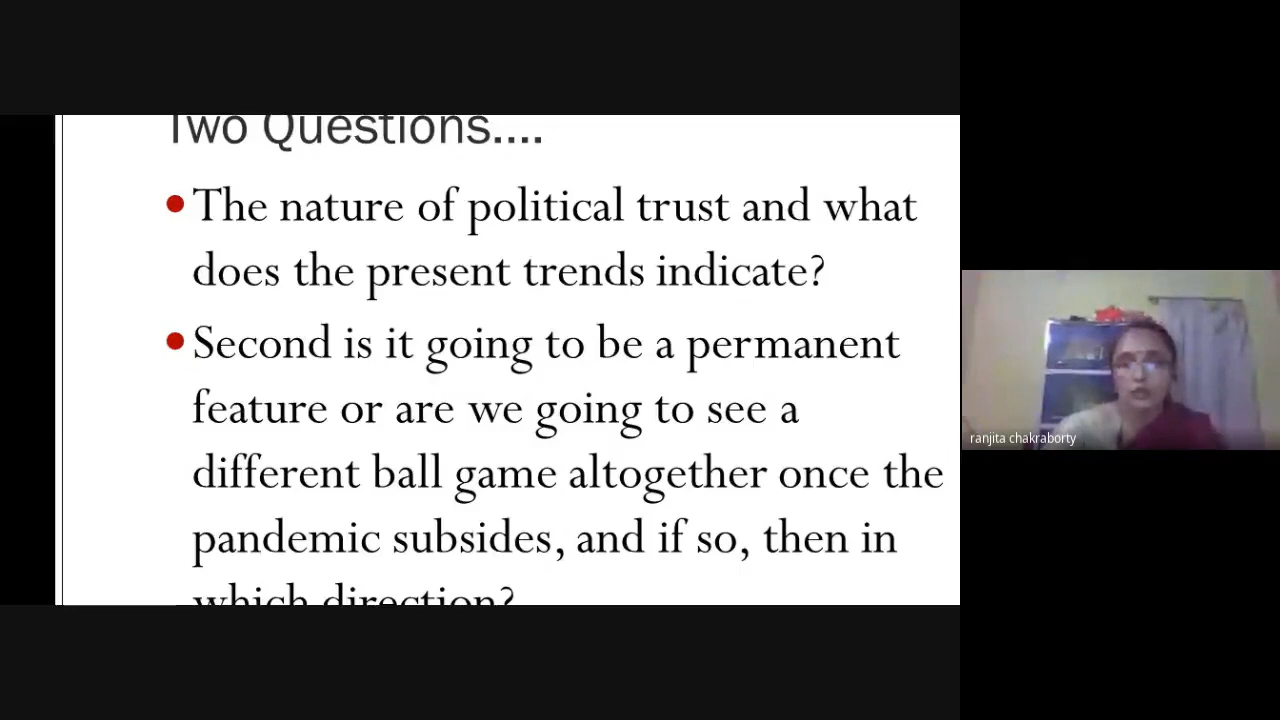 Two Questions....
•The nature of political trust and what
does the present trends indicate?
•Second is it going to be a permanent
feature or are we going to see a
different ball game altogether once the
pandemic subsides, and if so, then in
which direction?
ranjita chakraborty